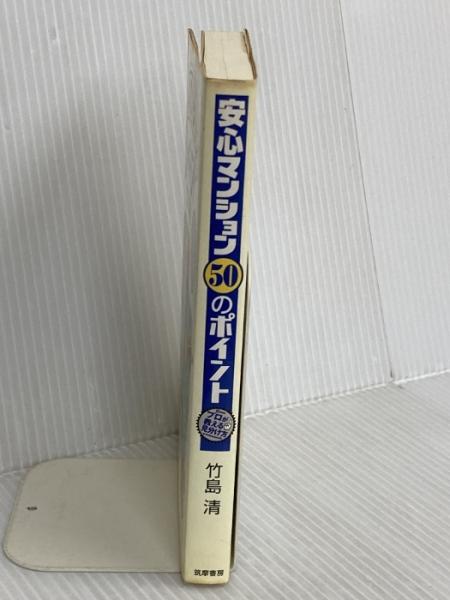 安心マンション50のポイント
プロが
教える
見分け方
竹島 清
筑摩書房